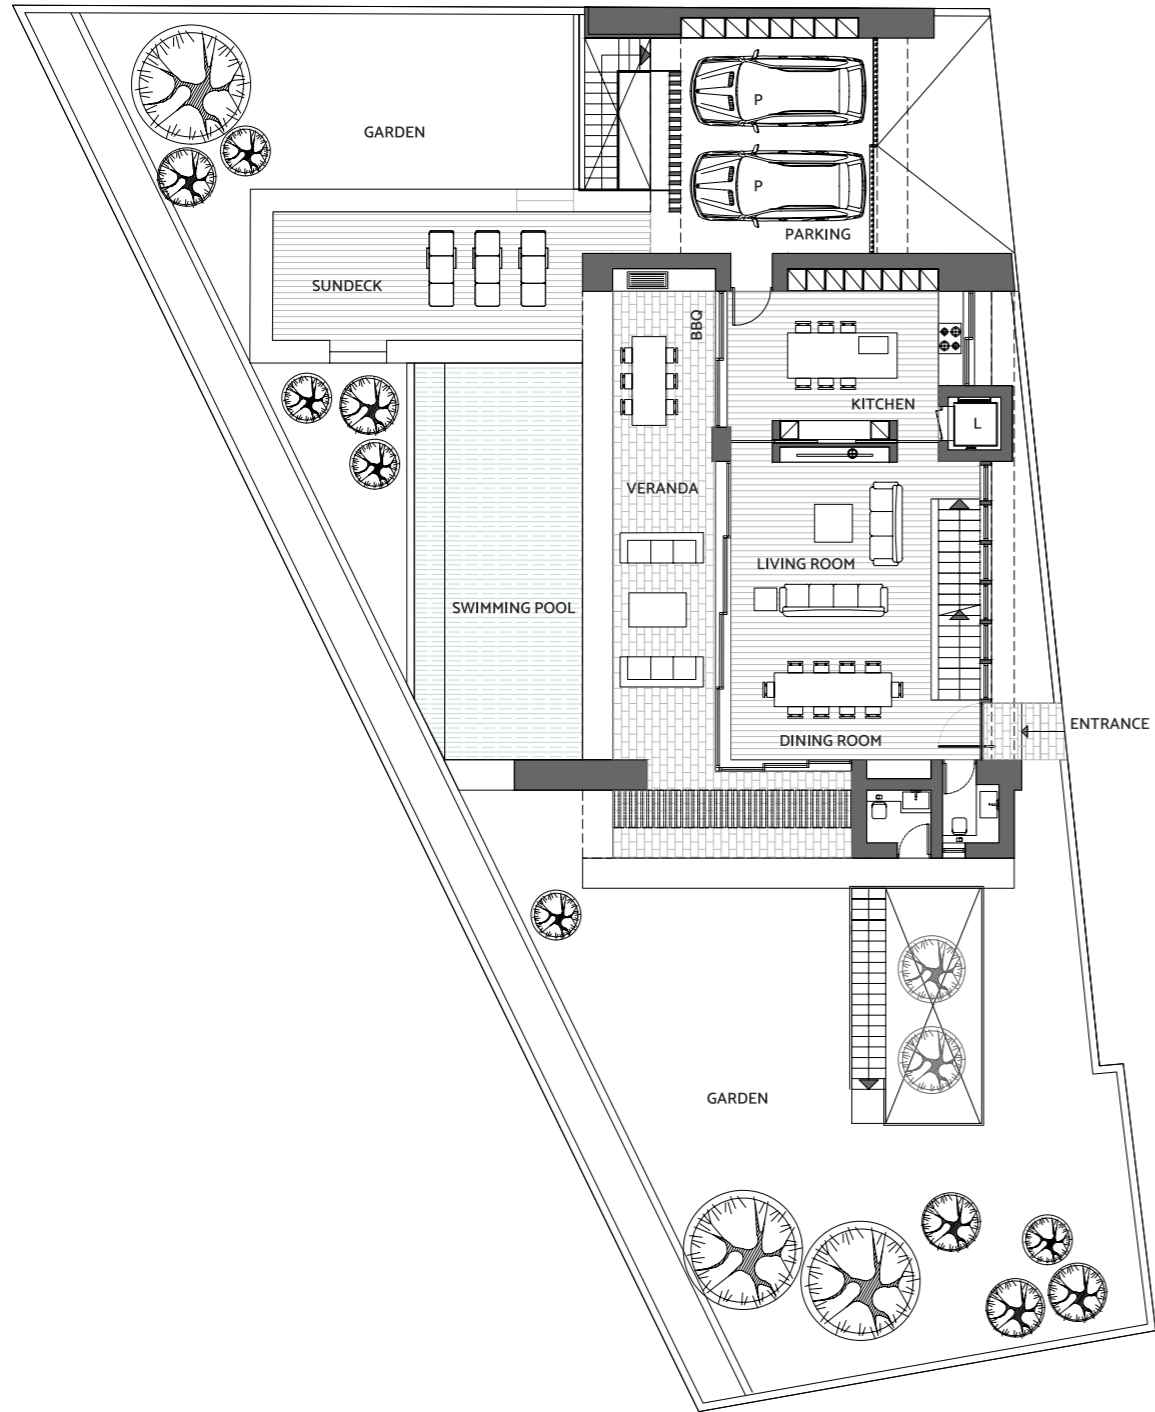 GARDEN
P
P
PARKING
SUNDECK
BBQ
KITCHEN
L
VERANDA
LIVING ROOM
SWIMMING POOL
ENTRANCE
DINING ROOM
GARDEN